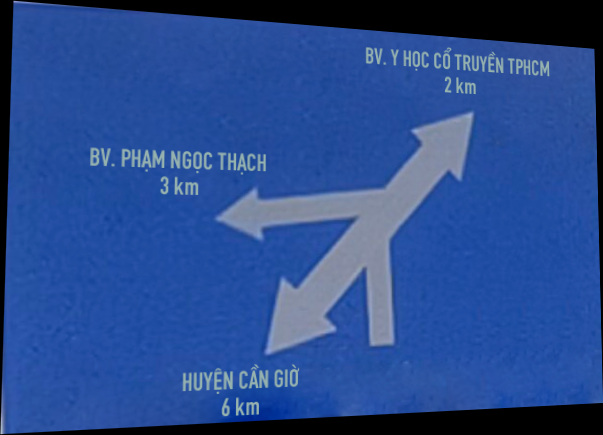 BV. Y HỌC CỔ TRUYỀN TPHCM
2 km
BV. PHẠM NGỌC THẠCH
3 km
HUYỆN CẦN GIỜ
6 km